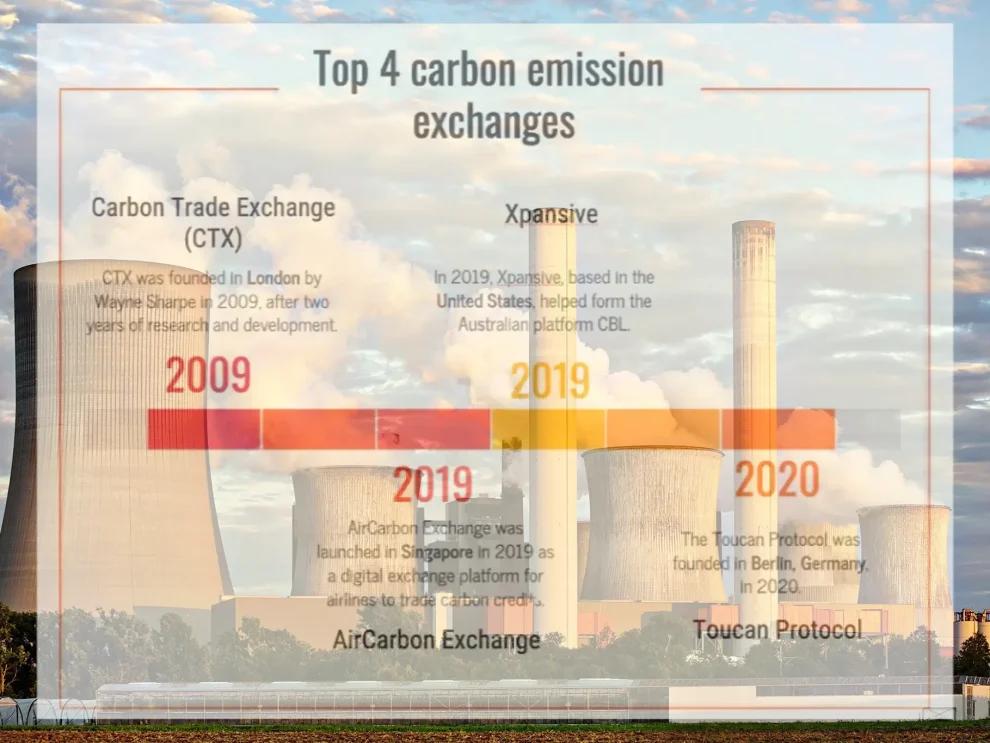 Top 4 carbon emission
exchanges
Carbon Trade Exchange
(CTX)
CTX was founded in London by
Wayne Sharpe in 2009, after two
years of research and development.
2009
Xpansive
In 2019, Xpansive, based in the
United States, helped form the
Australian platform CBL.
2019
2019
AirCarbon Exchange was
launched in Singapore in 2019 as
a digital exchange platform for
airlines to trade carbon credits.
AirCarbon Exchange
2020
The Toucan Protocol was
founded in Berlin, Germany,
in 2020.
Toucan Protocol